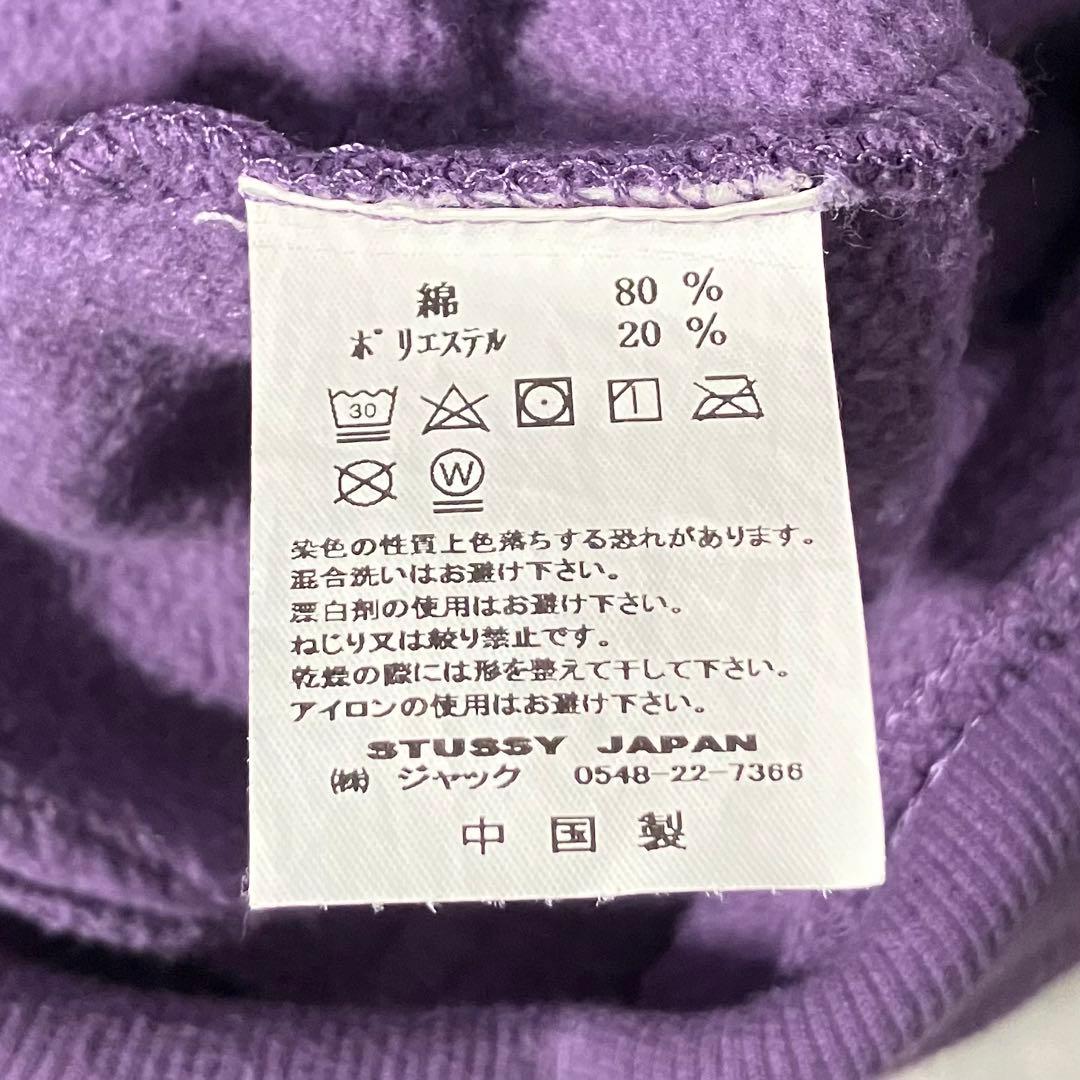 綿 80 %
ポリエステル 20 %
30
W
染色の性質上色落ちする恐れがあります。
混合洗いはお避け下さい。
漂白剤の使用はお避け下さい。
ねじり又は絞り禁止です。
乾燥の際には形を整えて干して下さい。
アイロンの使用はお避け下さい。
STUSSY JAPAN
㈱ ジャック 0548-22-7366
中国製